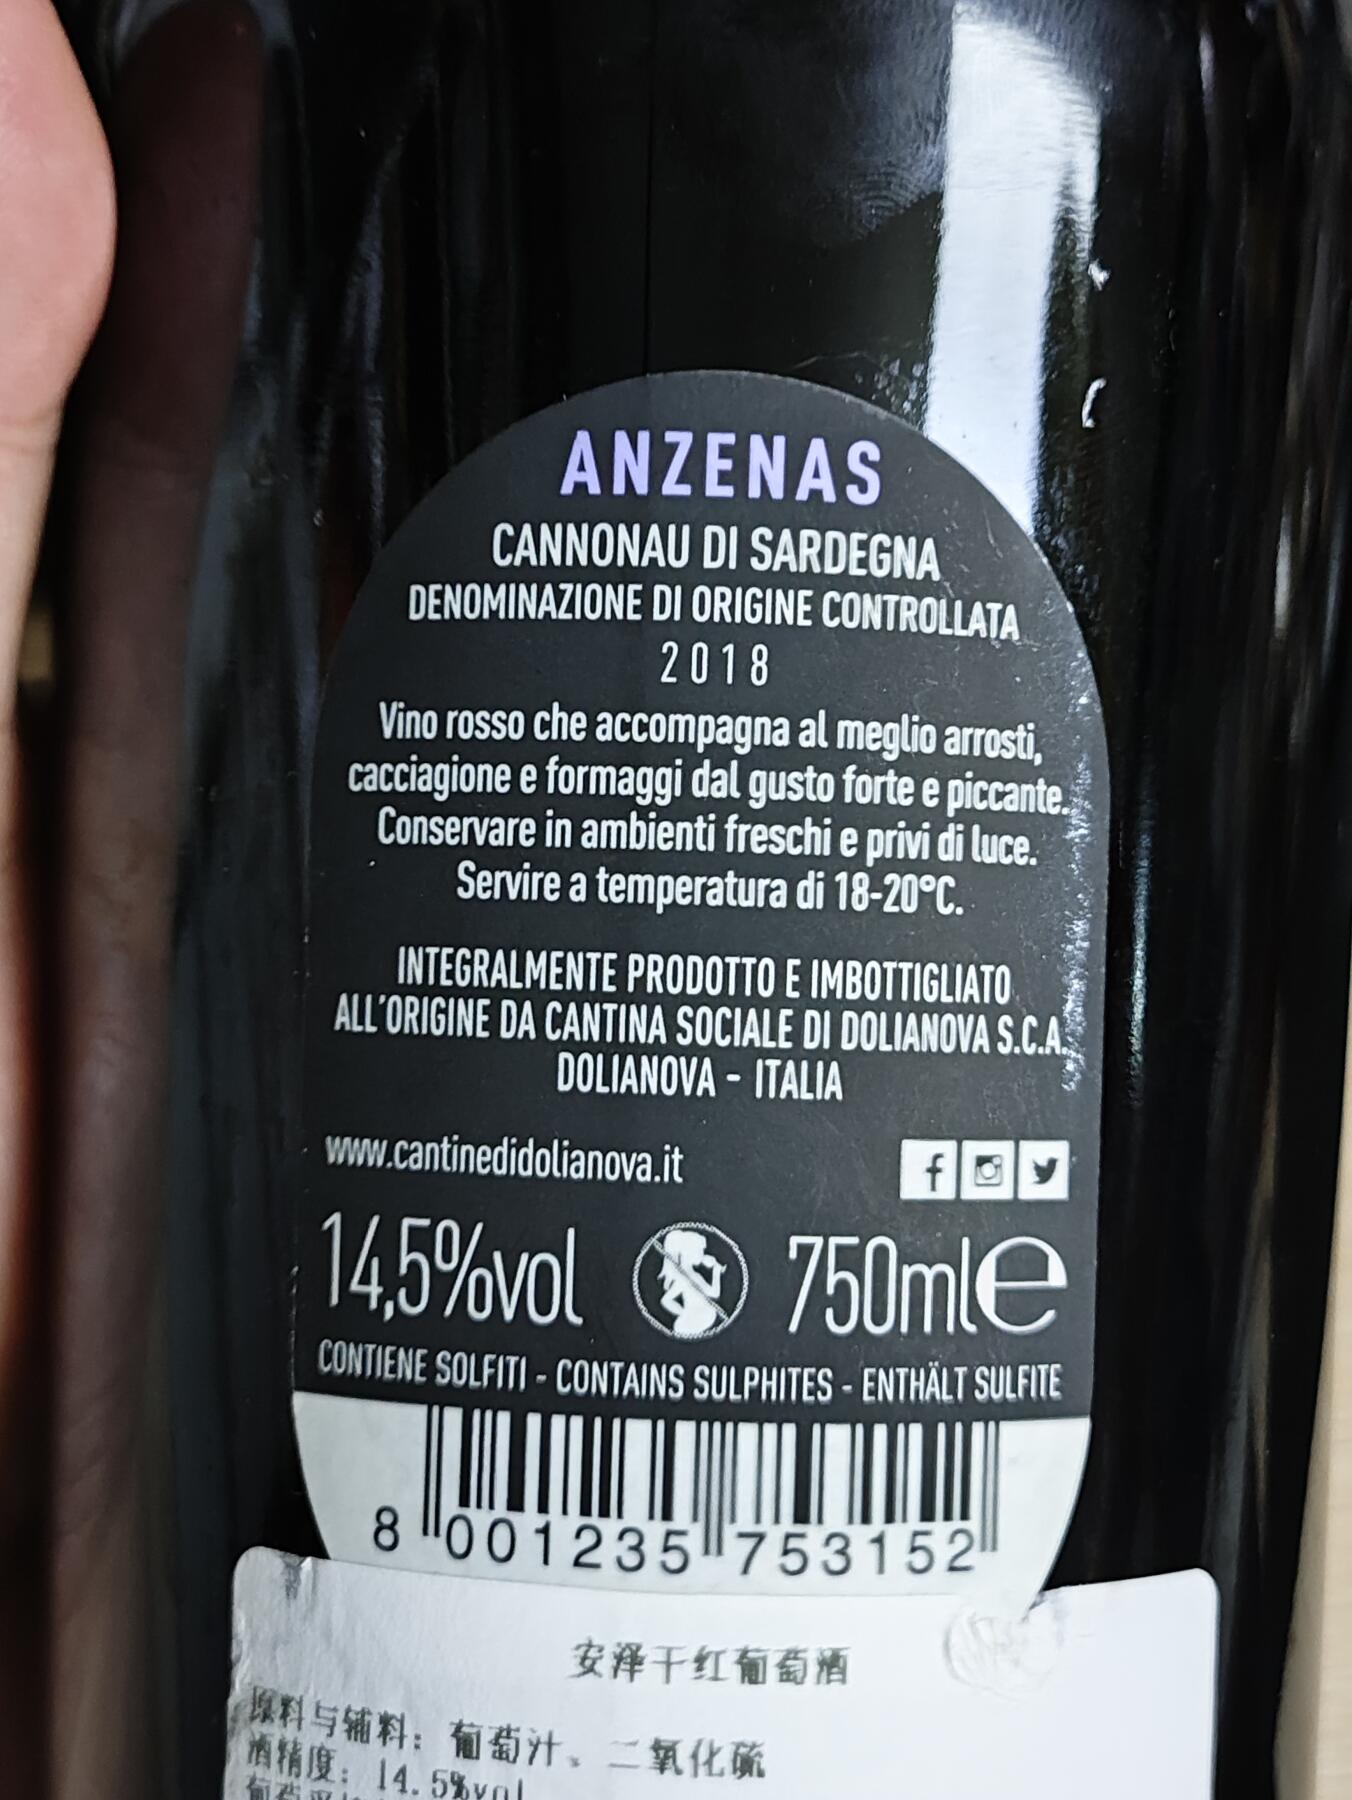 ANZENAS
CANNONAU DI SARDEGNA
DENOMINAZIONE DI ORIGINE CONTROLLATA
2018
Vino rosso che accompagna al meglio arrosti,
cacciagione e formaggi dal gusto forte e piccante.
Conservare in ambienti freschi e privi di luce.
Servire a temperatura di 18-20°C.
INTEGRALMENTE PRODOTTO E IMBOTTIGLIATO
ALL'ORIGINE DA CANTINA SOCIALE DI DOLIANOVA S.C.A.
DOLIANOVA - ITALIA
www.cantinedidolianova.it
14,5%vol 750ml e
CONTIENE SOLFITI - CONTAINS SULPHITES - ENTHÄLT SULFITE
8 001235 753152
安泽干红葡萄酒
原料与辅料：葡萄汁、二氧化硫
酒精度：14.5%vol